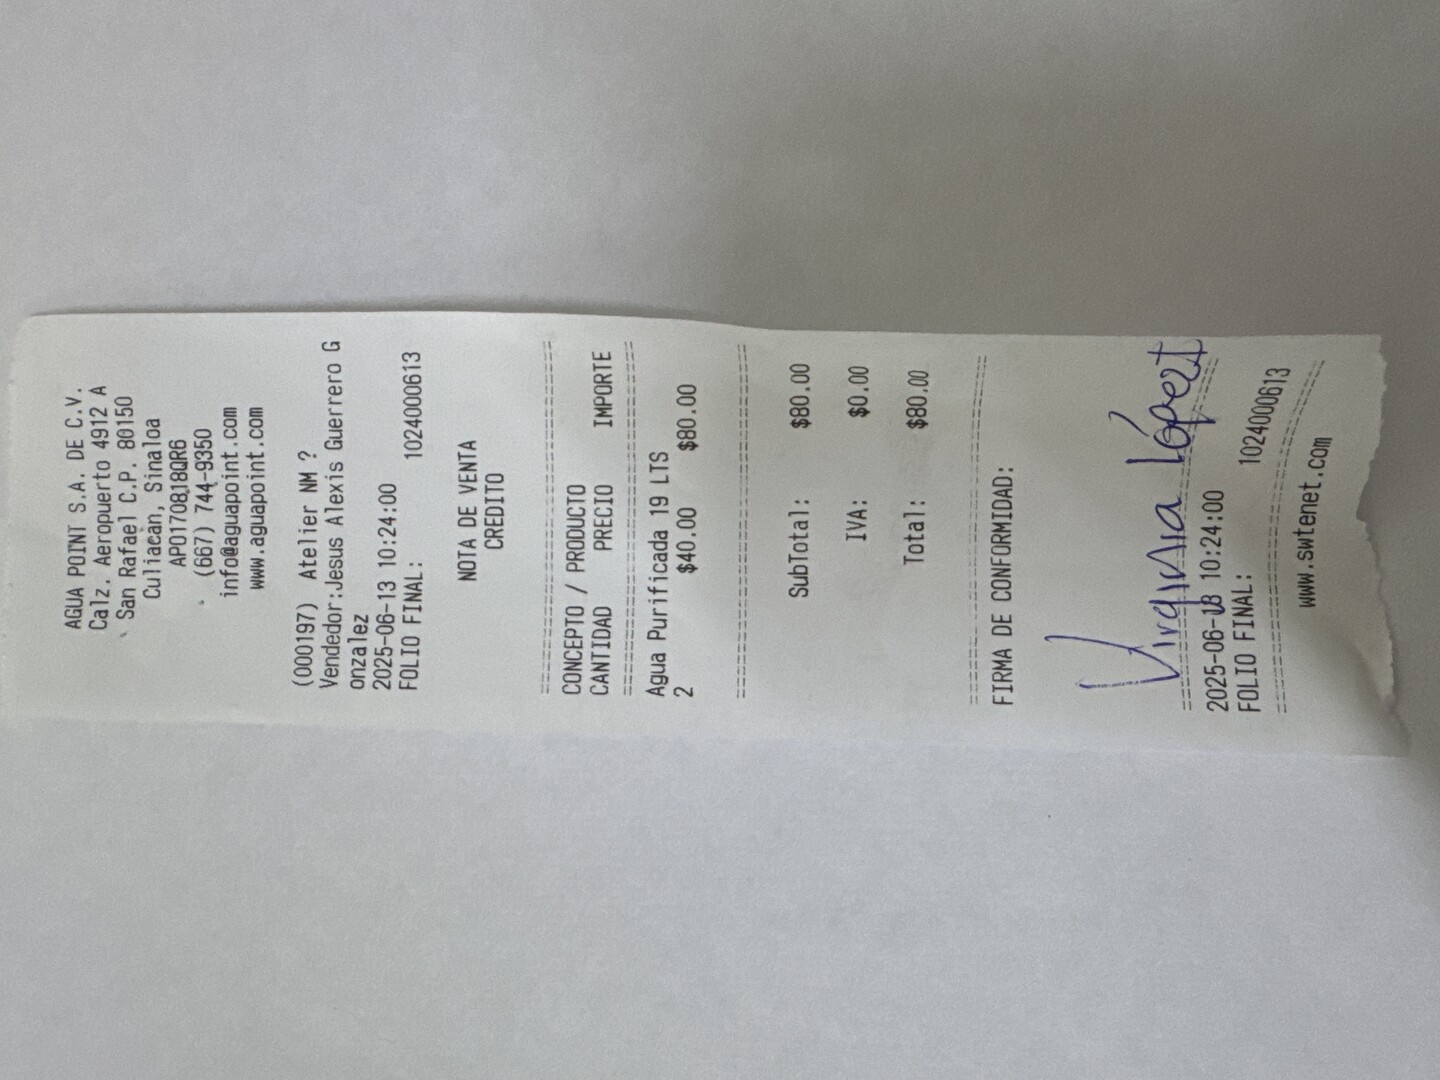 AGUA POINT S.A. DE C.V.
Calz. Aeropuerto 4912 A
San Rafael C.P. 80150
Culiacan, Sinaloa
APO170818QR6
(667) 744-9350
info@aguapoint.com
www.aguapoint.com
(000197) Atelier NM ?
Vendedor:Jesus Alexis Guerrero G
onzalez
2025-06-13 10:24:00
FOLIO FINAL: 1024000613
NOTA DE VENTA
CREDITO
================================
CONCEPTO / PRODUCTO
CANTIDAD PRECIO IMPORTE
================================
Agua Purificada 19 LTS
2 $40.00 $80.00
================================
SubTotal: $80.00
IVA: $0.00
Total: $80.00
================================
FIRMA DE CONFORMIDAD:
Virginia López
================================
2025-06-13 10:24:00
FOLIO FINAL: 1024000613
================================
www.swtenet.com